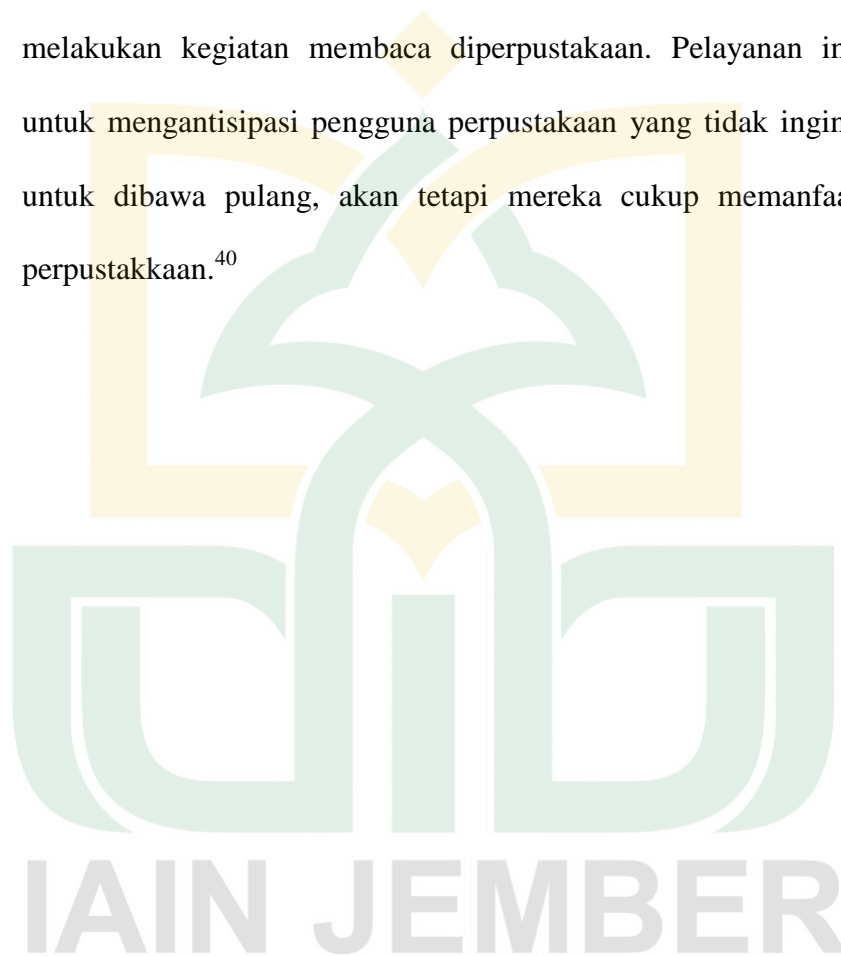 melakukan kegiatan membaca diperpustakaan. Pelayanan in
untuk mengantisipasi pengguna perpustakaan yang tidak ingin
untuk dibawa pulang, akan tetapi mereka cukup memanfaa
perpustakkaan.⁴⁰
IAIN JEMBER